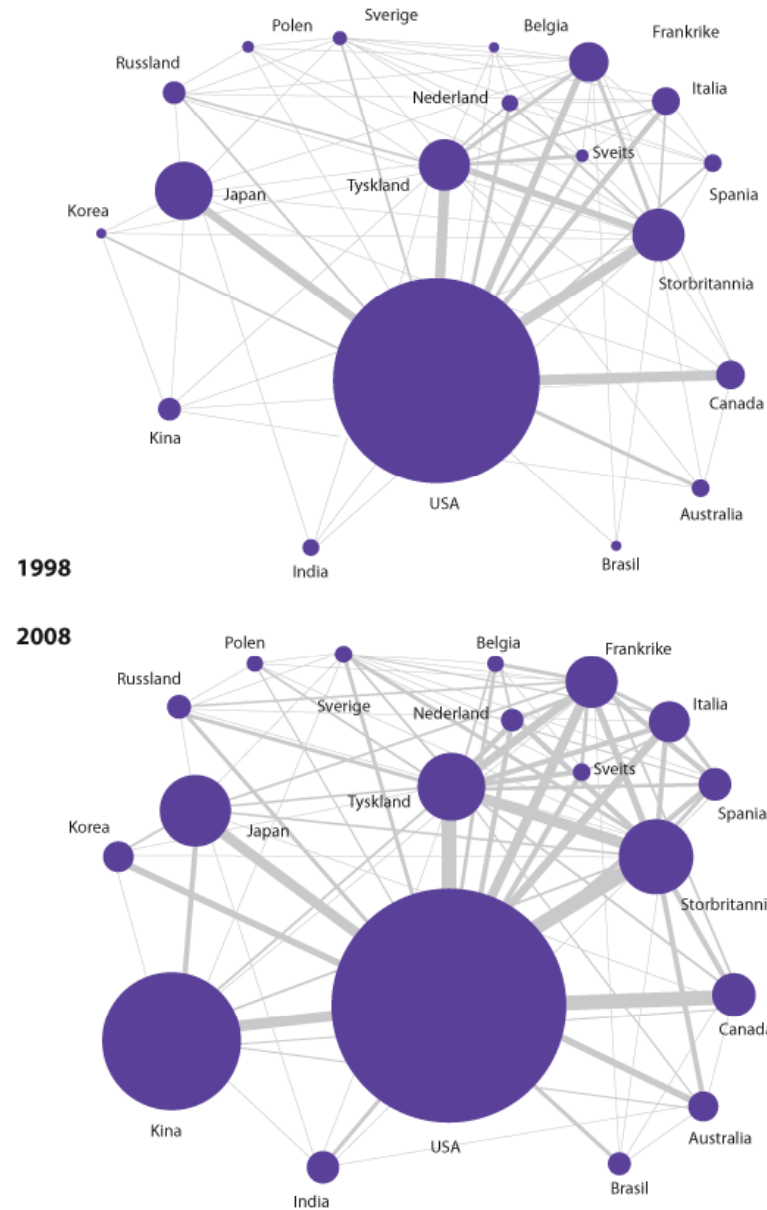 Sverige
Polen
Belgia
Frankrike
Russland
Italia
Nederland
Sveits
Tyskland
Japan
Spania
Korea
Storbritannia
Canada
Kina
USA
Australia
Brasil
India
1998
2008
Polen
Belgia
Frankrike
Russland
Italia
Sverige
Nederland
Sveits
Tyskland
Spania
Korea
Japan
Storbritanni
Canad
Kina
USA
Australia
Brasil
India